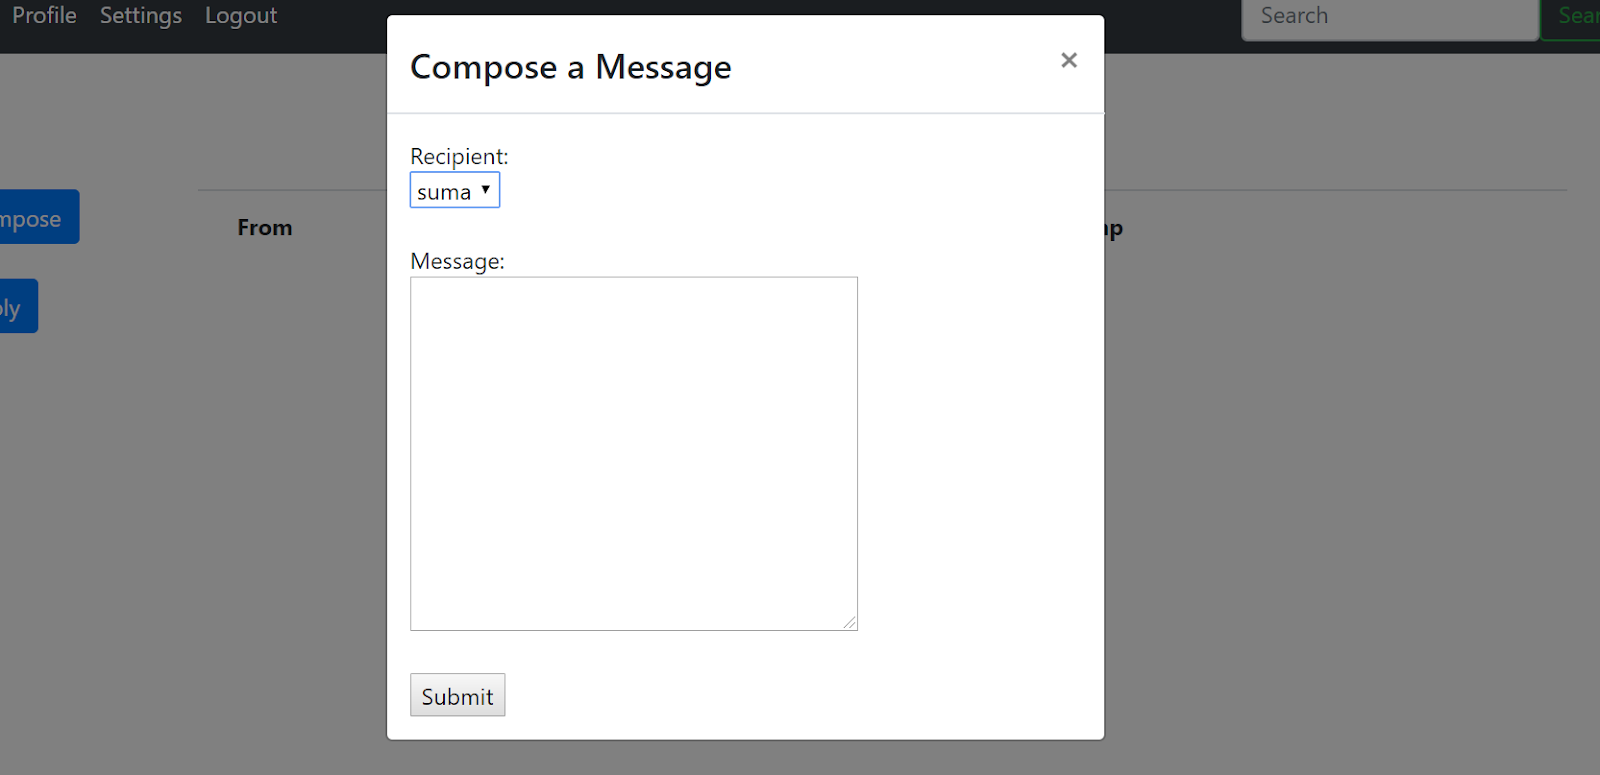 Profile Settings Logout
Search
Compose a Message
×
Recipient:
suma
From
Message:
Submit